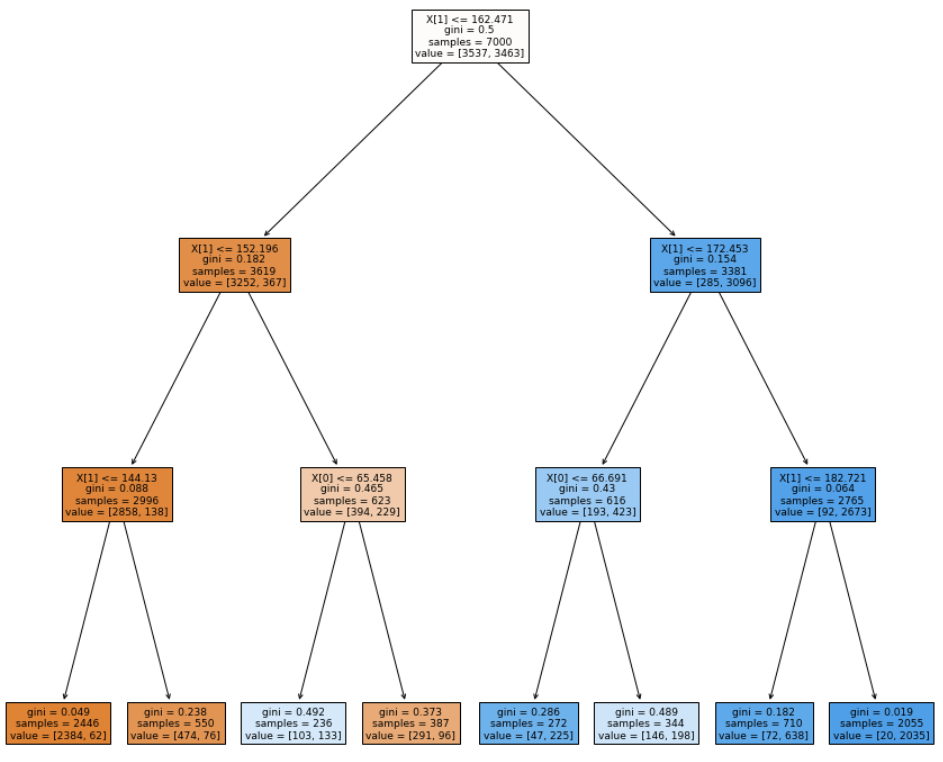 X[1] <= 162.471
gini = 0.5
samples = 7000
value = [3537, 3463]
X[1] <= 152.196
gini = 0.182
samples = 3619
value = [3252, 367]
X[1] <= 172.453
gini = 0.154
samples = 3381
value = [285, 3096]
X[1] <= 144.13
gini = 0.088
samples = 2996
value = [2858, 138]
X[0] <= 65.458
gini = 0.465
samples = 623
value = [394, 229]
X[0] <= 66.691
gini = 0.43
samples = 616
value = [193, 423]
X[1] <= 182.721
gini = 0.064
samples = 2765
value = [92, 2673]
gini = 0.049
samples = 2446
value = [2384, 62]
gini = 0.238
samples = 550
value = [474, 76]
gini = 0.492
samples = 236
value = [103, 133]
gini = 0.373
samples = 387
value = [291, 96]
gini = 0.286
samples = 272
value = [47, 225]
gini = 0.489
samples = 344
value = [146, 198]
gini = 0.182
samples = 710
value = [72, 638]
gini = 0.019
samples = 2055
value = [20, 2035]